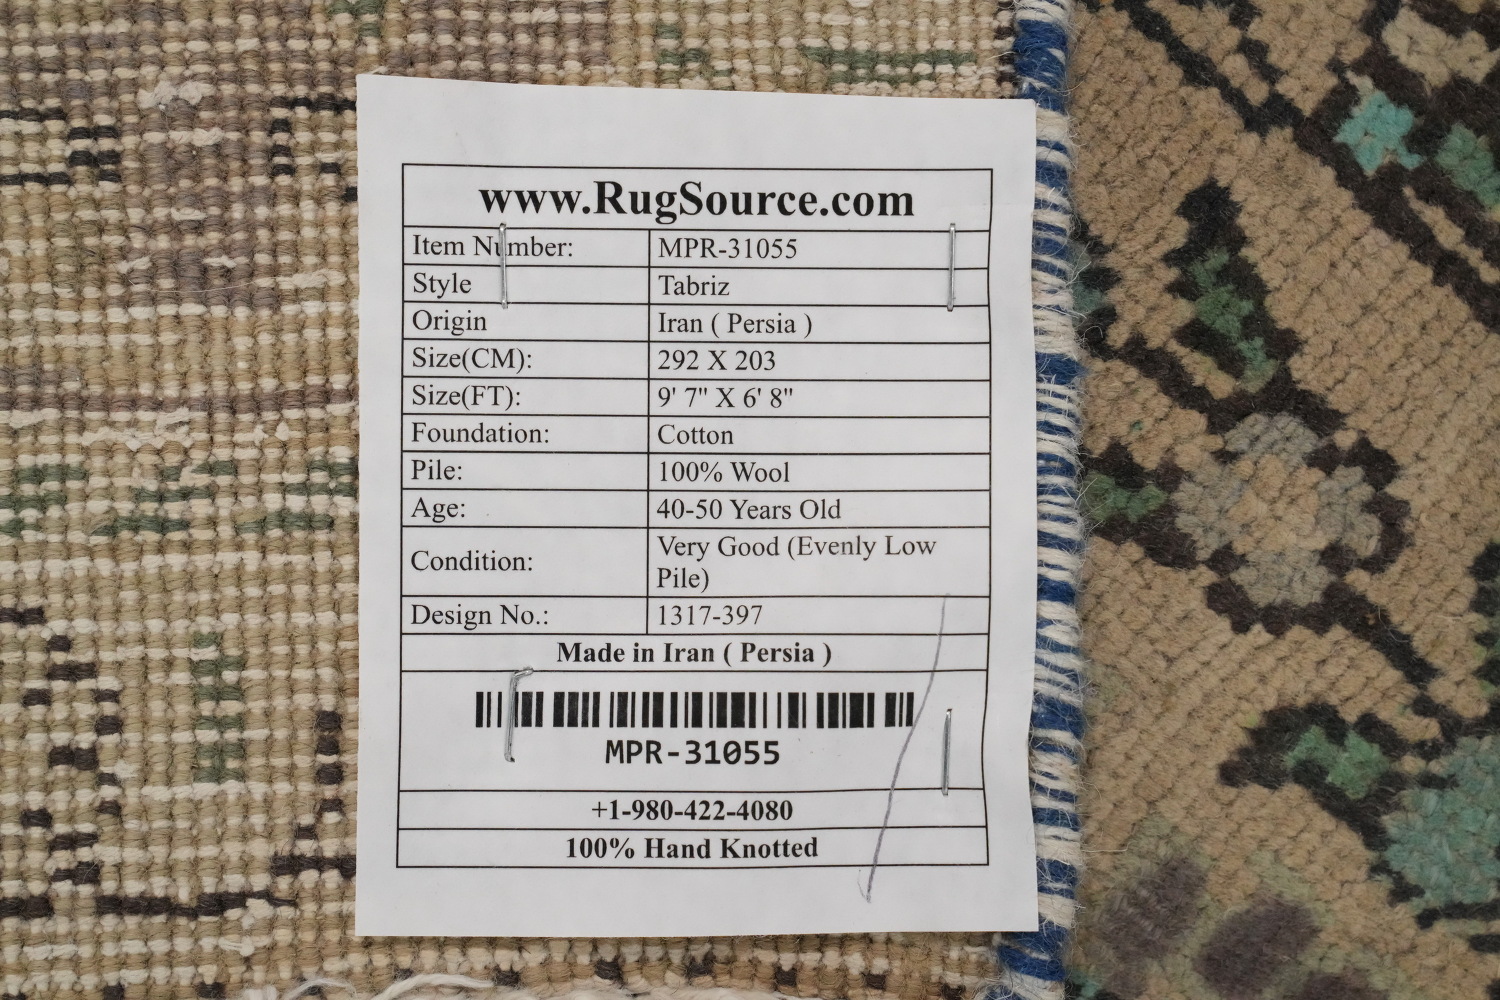 www.RugSource.com
Item Number: MPR-31055
Style Tabriz
Origin Iran ( Persia )
Size(CM): 292 X 203
Size(FT): 9' 7" X 6' 8"
Foundation: Cotton
Pile: 100% Wool
Age: 40-50 Years Old
Condition: Very Good (Evenly Low
Pile)
Design No.: 1317-397
Made in Iran ( Persia )
MPR-31055
+1-980-422-4080
100% Hand Knotted